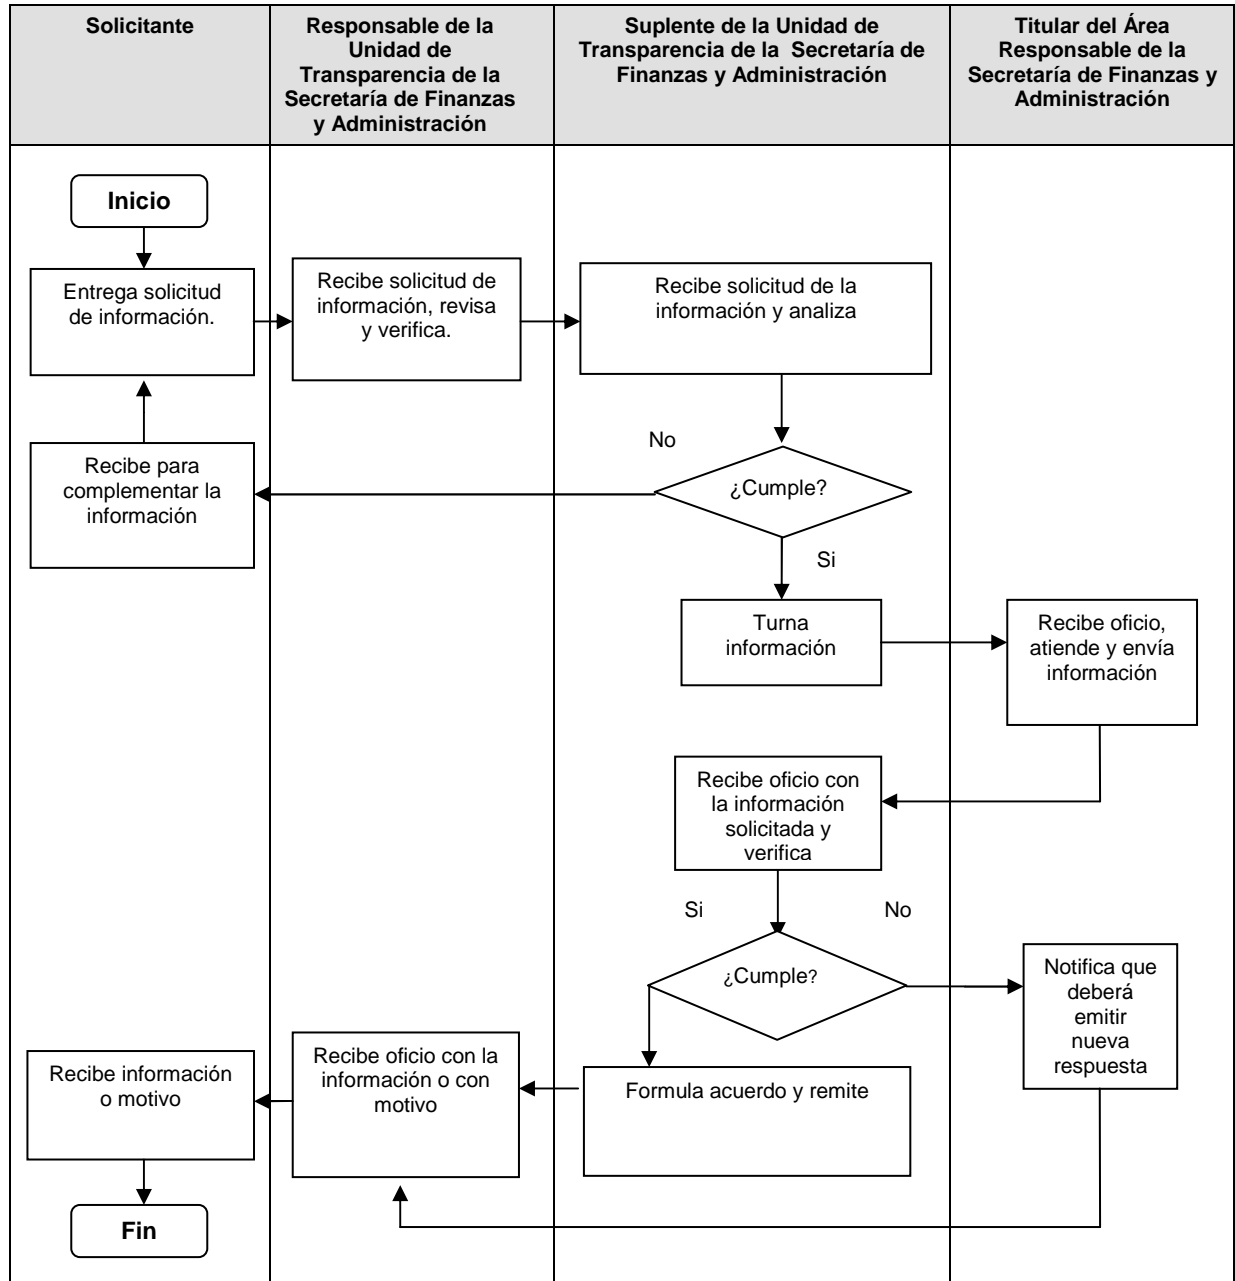 Solicitante
Responsable de la
Unidad de
Transparencia de la
Secretaría de Finanzas
y Administración
Suplente de la Unidad de
Transparencia de la Secretaría de
Finanzas y Administración
Titular del Área
Responsable de la
Secretaría de Finanzas y
Administración
Inicio
Entrega solicitud
de información.
Recibe solicitud de
información, revisa
y verifica.
Recibe solicitud de la
información y analiza
No
¿Cumple?
Recibe para
complementar la
información
Si
Turna
información
Recibe oficio,
atiende y envía
información
Recibe oficio con
la información
solicitada y
verifica
Si
No
¿Cumple?
Notifica que
deberá
emitir
nueva
respuesta
Formula acuerdo y remite
Recibe oficio con la
información o con
motivo
Recibe información
o motivo
Fin